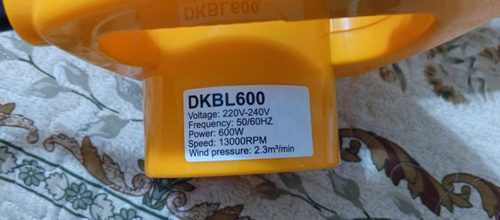 DKBL600
DKBL600
Voltage: 220V-240V
Frequency: 50/60HZ
Power: 600W
Speed: 13000RPM
Wind pressure: 2.3m³/min